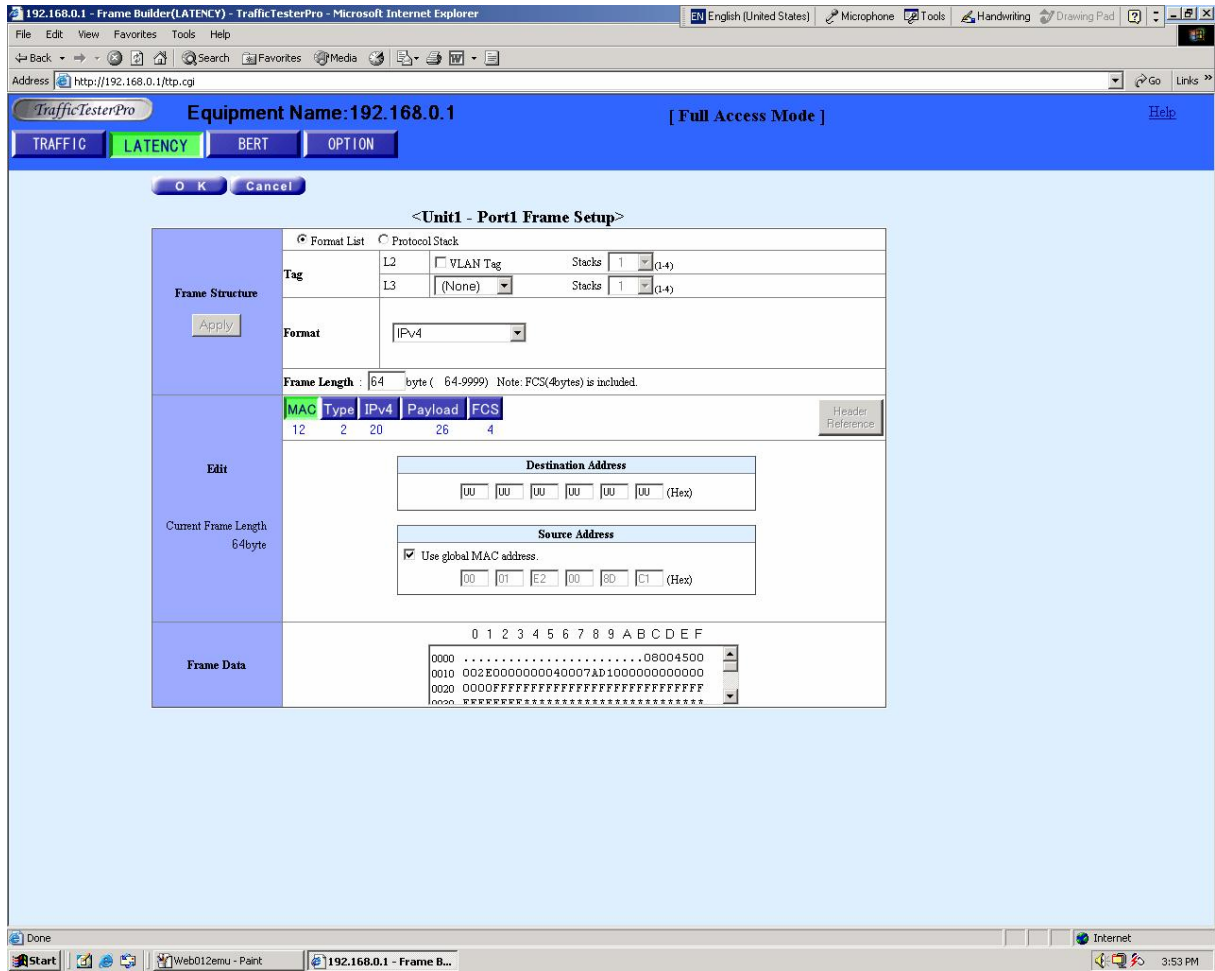 192.168.0.1 - Frame Builder(LATENCY) - TrafficTesterPro - Microsoft Internet Explorer
EN English (United States) Microphone Tools Handwriting Drawing Pad
File Edit View Favorites Tools Help
Back Search Favorites Media
Address http://192.168.0.1/ttp.cgi Go Links »
TrafficTesterPro Equipment Name:192.168.0.1 [ Full Access Mode ] Help
TRAFFIC LATENCY BERT OPTION
O K Cancel
<Unit1 - Port1 Frame Setup>
Format List Protocol Stack
Frame Structure
Apply
Tag
L2 VLAN Tag Stacks 1 (1-4)
L3 (None) Stacks 1 (1-4)
Format IPv4
Frame Length : 64 byte ( 64-9999) Note: FCS(4bytes) is included.
MAC Type IPv4 Payload FCS
12 2 20 26 4
Header
Reference
Edit
Current Frame Length
64byte
Destination Address
UU UU UU UU UU UU (Hex)
Source Address
Use global MAC address.
00 01 E2 00 8D C1 (Hex)
Frame Data
0 1 2 3 4 5 6 7 8 9 A B C D E F
0000 ........................08004500
0010 002E0000000040007AD1000000000000
0020 0000FFFFFFFFFFFFFFFFFFFFFFFFFFFF
0030 FFFFFFFF************************
Done Internet
Start Web012emu - Paint 192.168.0.1 - Frame B... 3:53 PM